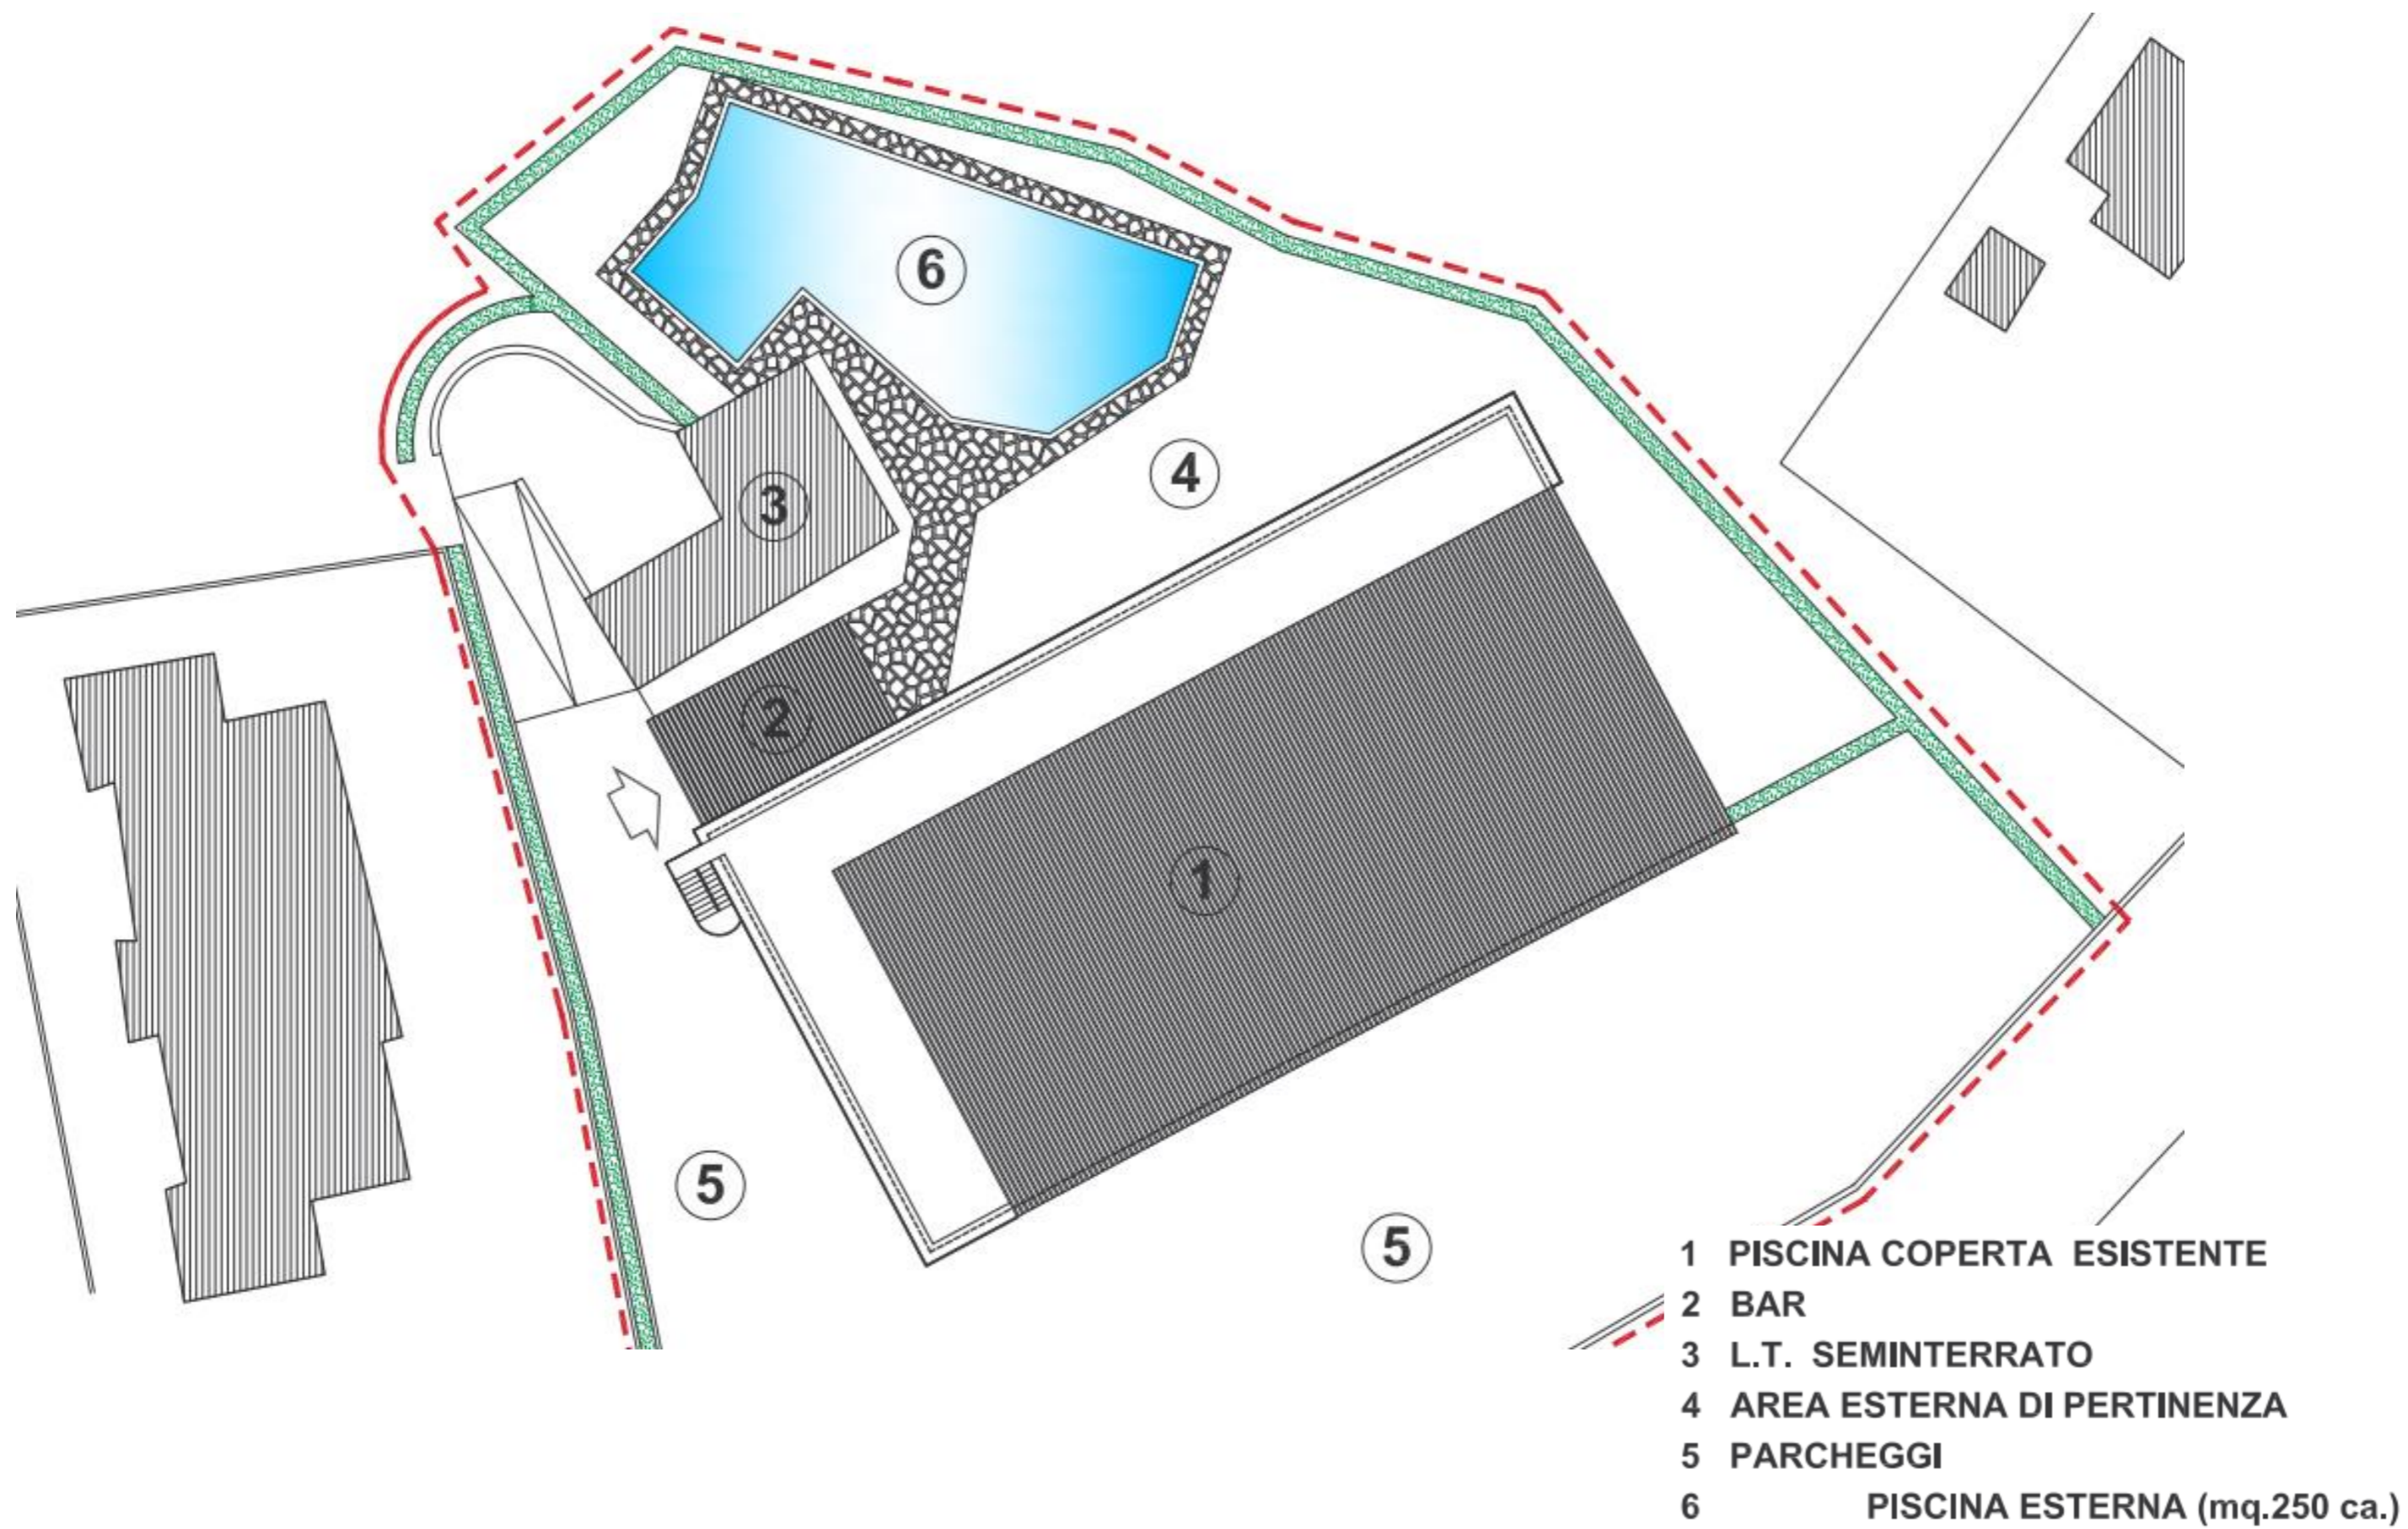 6
4
3
2
1
5
5
1 PISCINA COPERTA ESISTENTE
2 BAR
3 L.T. SEMINTERRATO
4 AREA ESTERNA DI PERTINENZA
5 PARCHEGGI
6 PISCINA ESTERNA (mq.250 ca.)